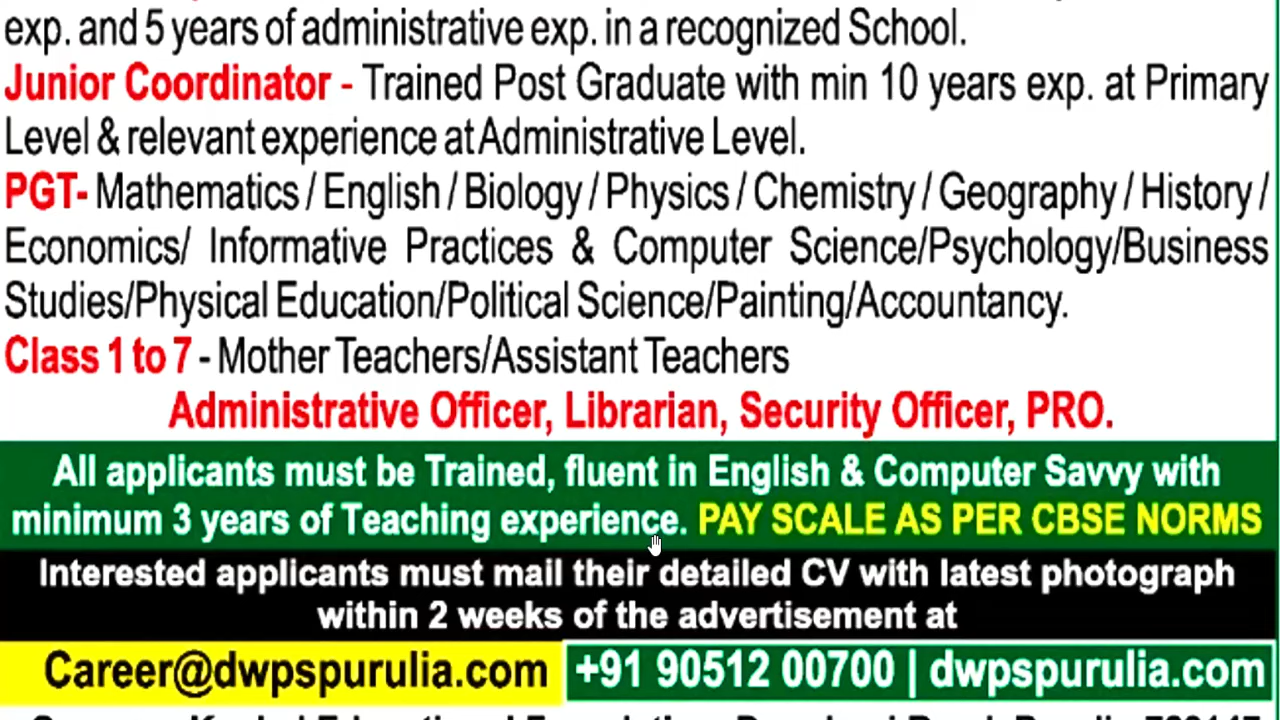 exp. and 5 years of administrative exp. in a recognized School.
Junior Coordinator - Trained Post Graduate with min 10 years exp. at Primary
Level & relevant experience at Administrative Level.
PGT- Mathematics / English / Biology / Physics / Chemistry / Geography / History /
Economics/ Informative Practices & Computer Science/Psychology/Business
Studies/Physical Education/Political Science/Painting/Accountancy.
Class 1 to 7 - Mother Teachers/Assistant Teachers
Administrative Officer, Librarian, Security Officer, PRO.
All applicants must be Trained, fluent in English & Computer Savvy with
minimum 3 years of Teaching experience. PAY SCALE AS PER CBSE NORMS
Interested applicants must mail their detailed CV with latest photograph
within 2 weeks of the advertisement at
Career@dwpspurulia.com +91 90512 00700 | dwpspurulia.com